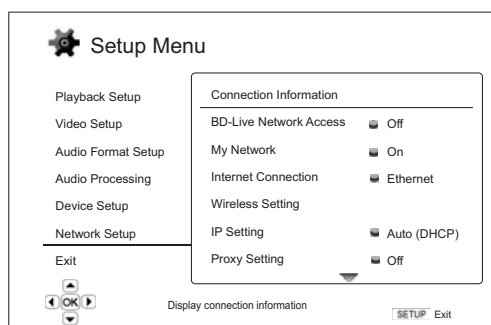 Setup Menu
Playback Setup
Video Setup
Audio Format Setup
Audio Processing
Device Setup
Network Setup
Exit
Connection Information
BD-Live Network Access Off
My Network On
Internet Connection Ethernet
Wireless Setting
IP Setting Auto (DHCP)
Proxy Setting Off
OK
Display connection information
SETUP Exit